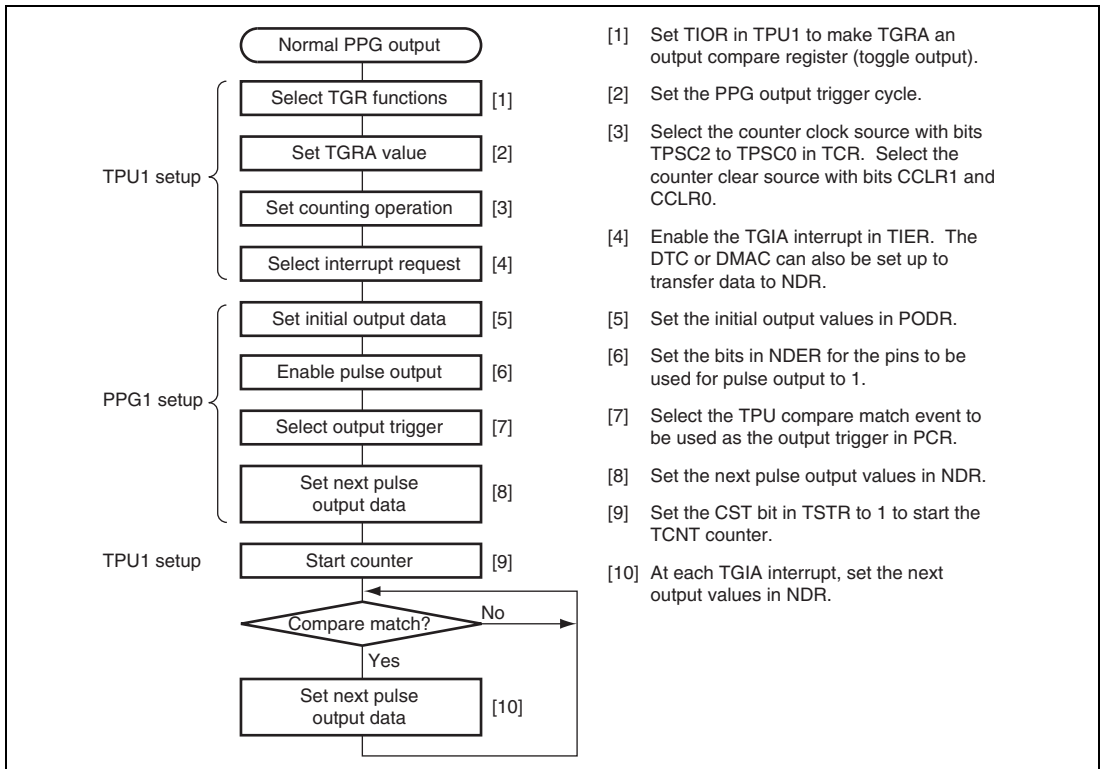 Normal PPG output
Select TGR functions [1]
Set TGRA value [2]
TPU1 setup
Set counting operation [3]
Select interrupt request [4]
Set initial output data [5]
Enable pulse output [6]
PPG1 setup
Select output trigger [7]
Set next pulse
output data
[8]
TPU1 setup
Start counter [9]
Compare match?
No
Yes
Set next pulse
output data
[10]
[1] Set TIOR in TPU1 to make TGRA an
output compare register (toggle output).
[2] Set the PPG output trigger cycle.
[3] Select the counter clock source with bits
TPSC2 to TPSC0 in TCR. Select the
counter clear source with bits CCLR1 and
CCLR0.
[4] Enable the TGIA interrupt in TIER. The
DTC or DMAC can also be set up to
transfer data to NDR.
[5] Set the initial output values in PODR.
[6] Set the bits in NDER for the pins to be
used for pulse output to 1.
[7] Select the TPU compare match event to
be used as the output trigger in PCR.
[8] Set the next pulse output values in NDR.
[9] Set the CST bit in TSTR to 1 to start the
TCNT counter.
[10] At each TGIA interrupt, set the next
output values in NDR.